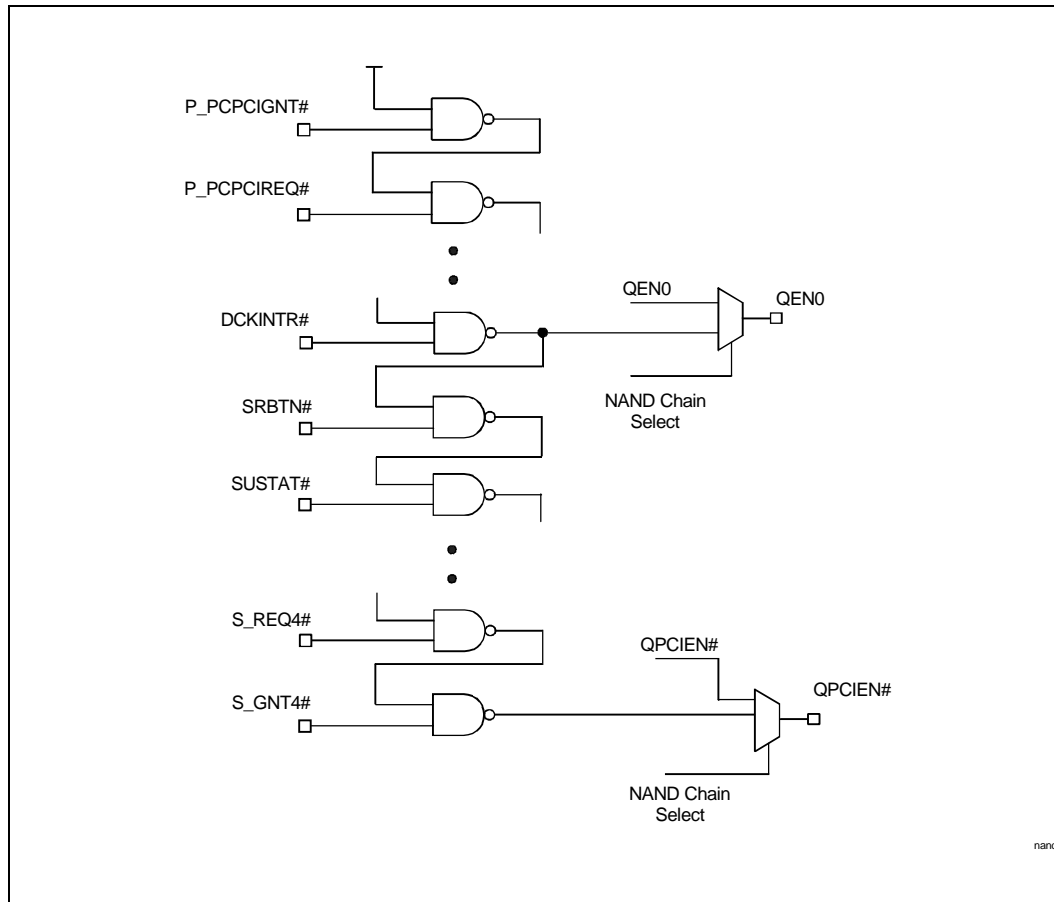 P_PCPCIGNT#
P_PCPCIREQ#
QEN0
QEN0
DCKINTR#
NAND Chain
Select
SRBTN#
SUSTAT#
S_REQ4#
QPCIEN#
QPCIEN#
S_GNT4#
NAND Chain
Select